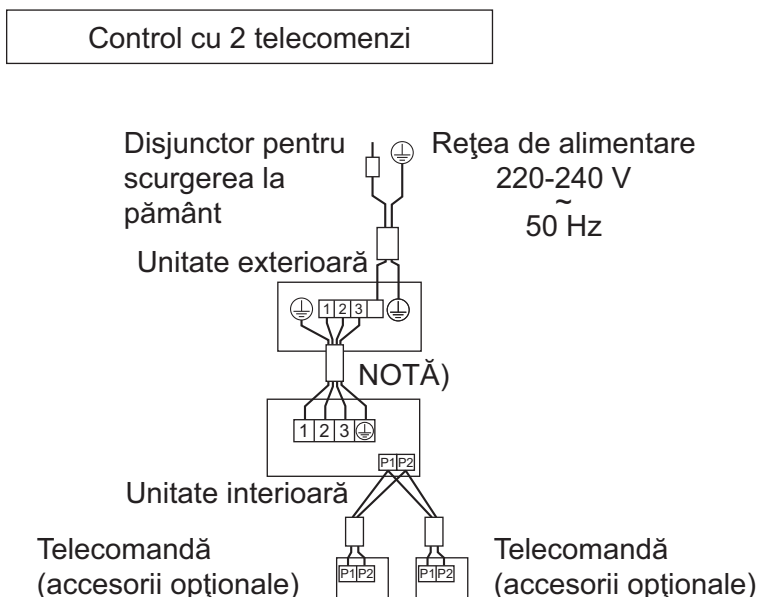 Control cu 2 telecomenzi
Disjunctor pentru
scurgerea la
pământ
Reţea de alimentare
220-240 V
~
50 Hz
Unitate exterioară
1 2 3
NOTĂ)
1 2 3
P1 P2
Unitate interioară
Telecomandă
(accesorii opţionale)
P1 P2
P1 P2
Telecomandă
(accesorii opţionale)